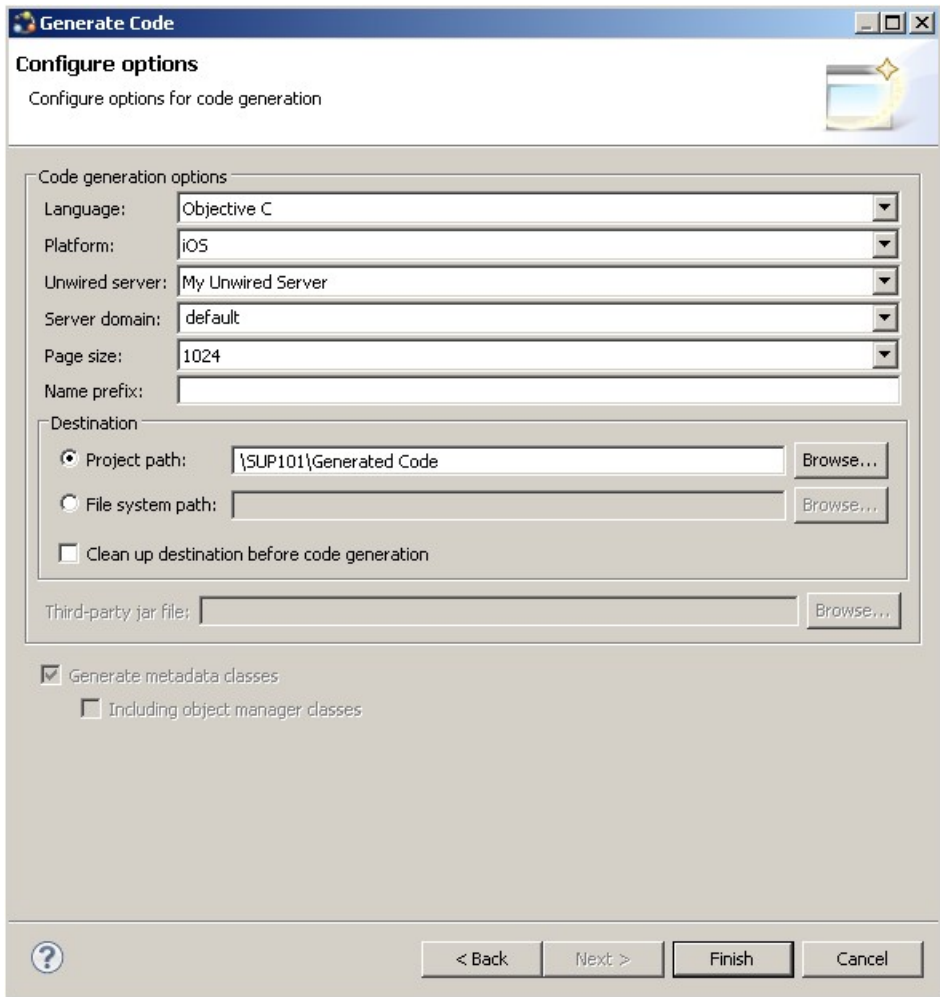 Generate Code
Configure options
Configure options for code generation
Code generation options
Language: Objective C
Platform: iOS
Unwired server: My Unwired Server
Server domain: default
Page size: 1024
Name prefix:
Destination
Project path: \SUP101\Generated Code Browse...
File system path: Browse...
Clean up destination before code generation
Third-party jar file: Browse...
Generate metadata classes
Including object manager classes
? < Back Next > Finish Cancel